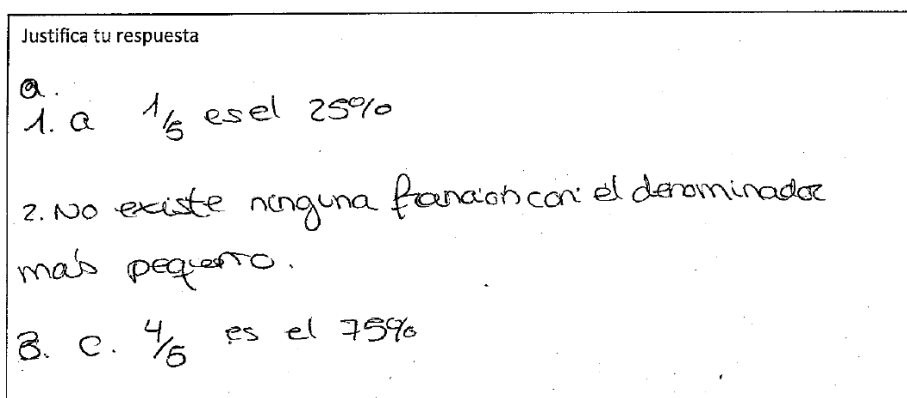 Justifica tu respuesta
a.
1. a 1/5 es el 25%
2. No existe ninguna francion con el denominador
más pequeño.
3. c. 4/5 es el 75%